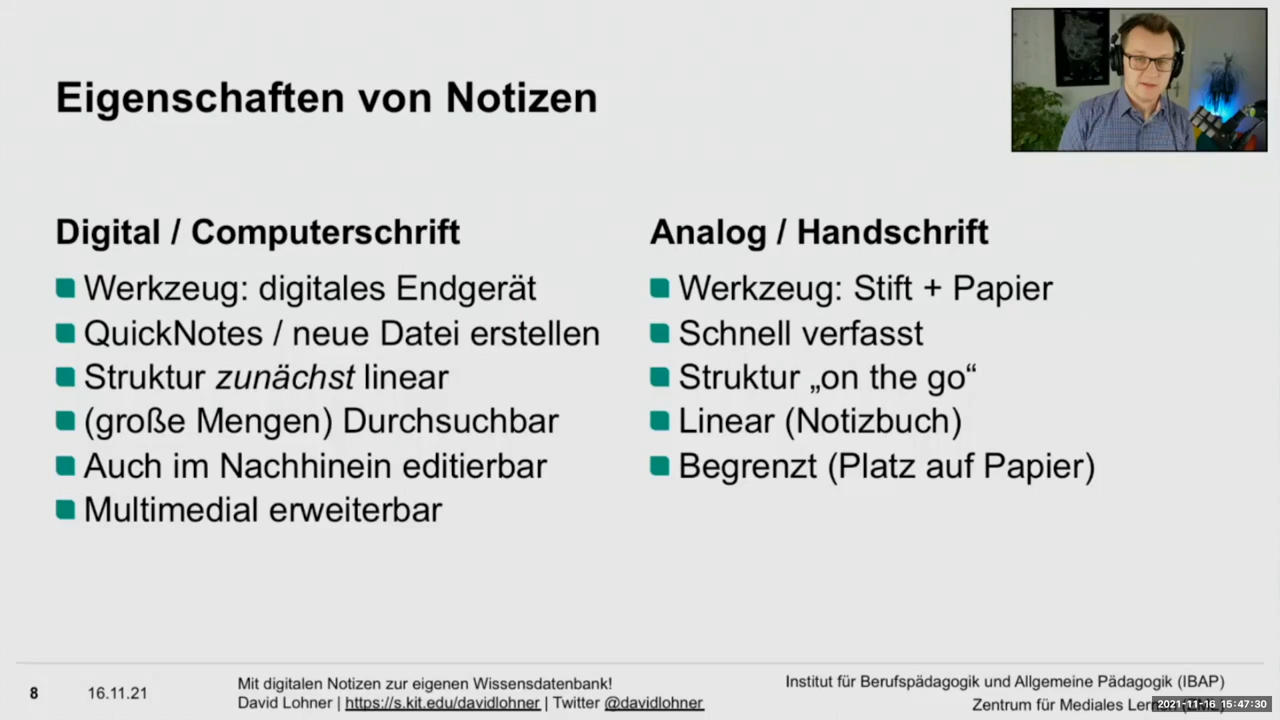 Eigenschaften von Notizen
Digital / Computerschrift
Werkzeug: digitales Endgerät
QuickNotes / neue Datei erstellen
Struktur zunächst linear
(große Mengen) Durchsuchbar
Auch im Nachhinein editierbar
Multimedial erweiterbar
Analog / Handschrift
Werkzeug: Stift + Papier
Schnell verfasst
Struktur „on the go“
Linear (Notizbuch)
Begrenzt (Platz auf Papier)
8
16.11.21
Mit digitalen Notizen zur eigenen Wissensdatenbank!
David Lohner | https://s.kit.edu/davidlohner | Twitter @davidlohner
Institut für Berufspädagogik und Allgemeine Pädagogik (IBAP)
Zentrum für Mediales
2021-11-16 15:47:30